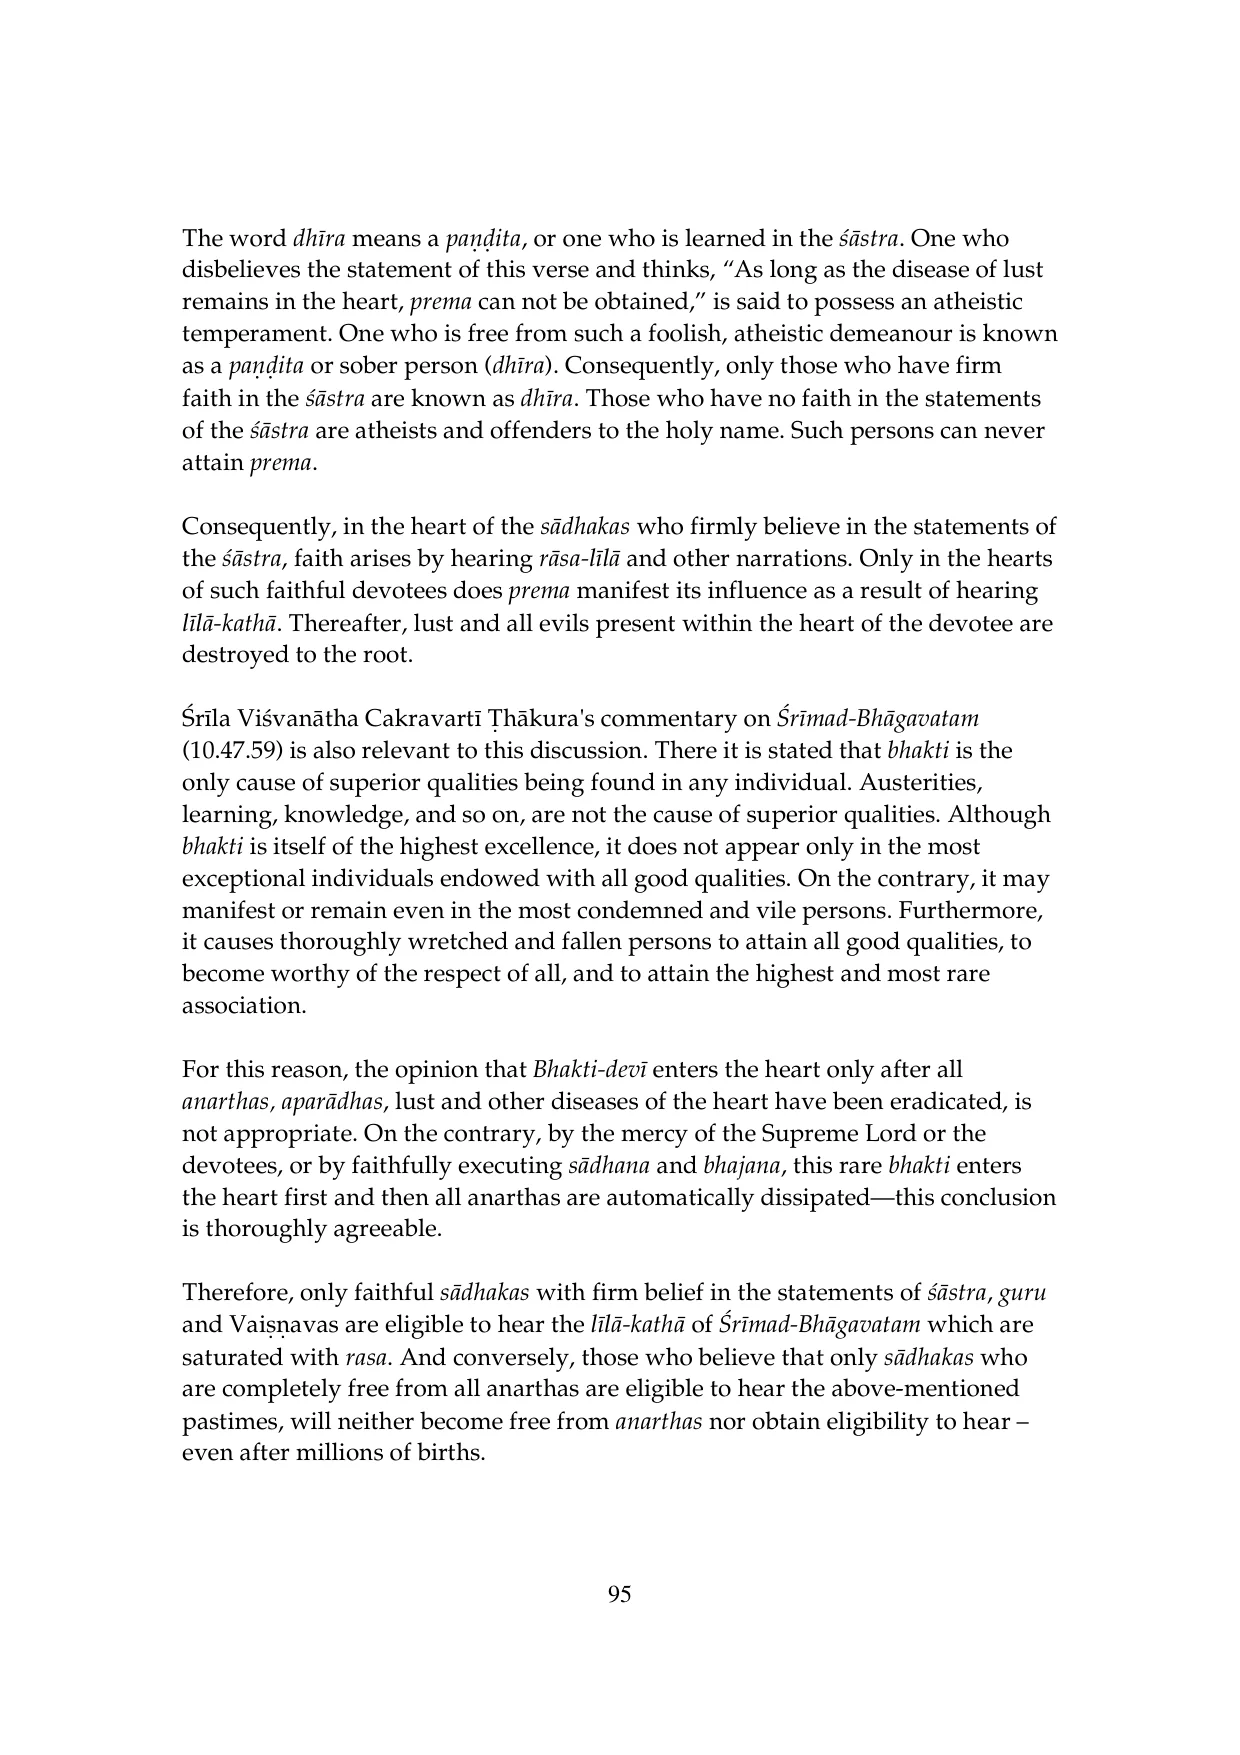 The word dhīra means a paṇḍita, or one who is learned in the śāstra. One who
disbelieves the statement of this verse and thinks, “As long as the disease of lust
remains in the heart, prema can not be obtained,” is said to possess an atheistic
temperament. One who is free from such a foolish, atheistic demeanour is known
as a paṇḍita or sober person (dhīra). Consequently, only those who have firm
faith in the śāstra are known as dhīra. Those who have no faith in the statements
of the śāstra are atheists and offenders to the holy name. Such persons can never
attain prema.
Consequently, in the heart of the sādhakas who firmly believe in the statements of
the śāstra, faith arises by hearing rāsa-līlā and other narrations. Only in the hearts
of such faithful devotees does prema manifest its influence as a result of hearing
līlā-kathā. Thereafter, lust and all evils present within the heart of the devotee are
destroyed to the root.
Śrīla Viśvanātha Cakravartī Ṭhākura's commentary on Śrīmad-Bhāgavatam
(10.47.59) is also relevant to this discussion. There it is stated that bhakti is the
only cause of superior qualities being found in any individual. Austerities,
learning, knowledge, and so on, are not the cause of superior qualities. Although
bhakti is itself of the highest excellence, it does not appear only in the most
exceptional individuals endowed with all good qualities. On the contrary, it may
manifest or remain even in the most condemned and vile persons. Furthermore,
it causes thoroughly wretched and fallen persons to attain all good qualities, to
become worthy of the respect of all, and to attain the highest and most rare
association.
For this reason, the opinion that Bhakti-devī enters the heart only after all
anarthas, aparādhas, lust and other diseases of the heart have been eradicated, is
not appropriate. On the contrary, by the mercy of the Supreme Lord or the
devotees, or by faithfully executing sādhana and bhajana, this rare bhakti enters
the heart first and then all anarthas are automatically dissipated—this conclusion
is thoroughly agreeable.
Therefore, only faithful sādhakas with firm belief in the statements of śāstra, guru
and Vaiṣṇavas are eligible to hear the līlā-kathā of Śrīmad-Bhāgavatam which are
saturated with rasa. And conversely, those who believe that only sādhakas who
are completely free from all anarthas are eligible to hear the above-mentioned
pastimes, will neither become free from anarthas nor obtain eligibility to hear –
even after millions of births.
95